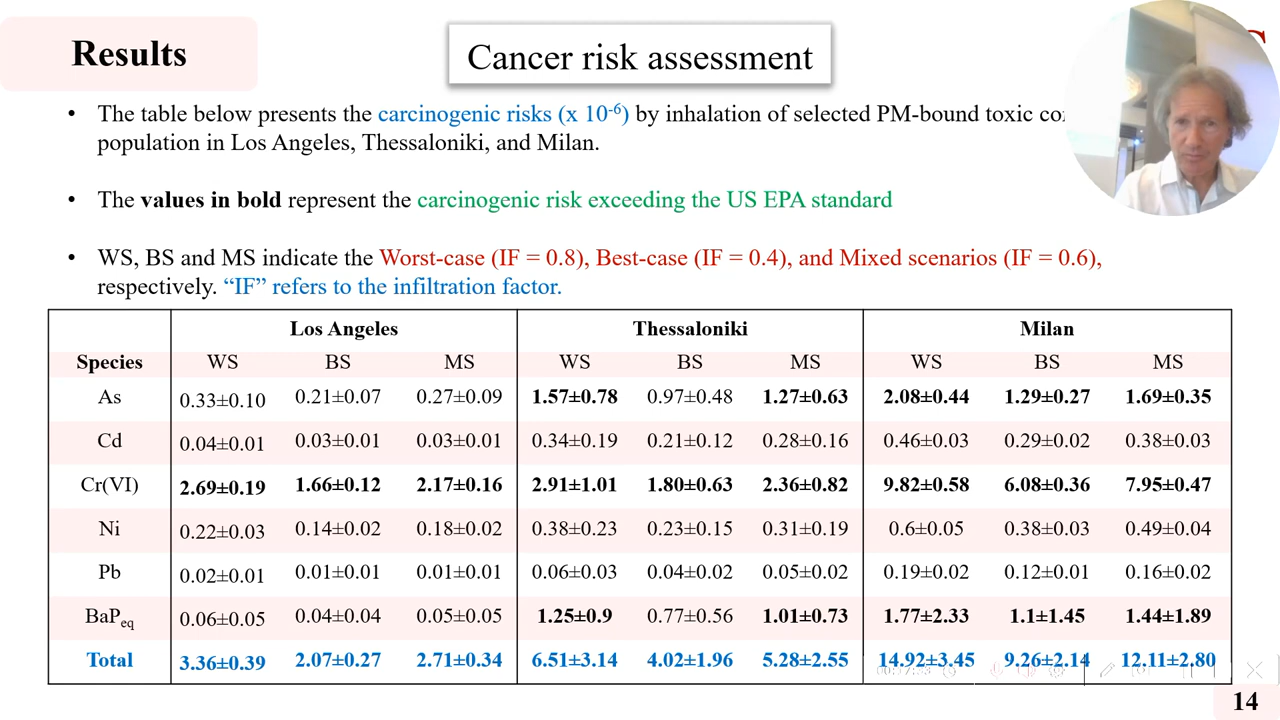 Results
Cancer risk assessment
• The table below presents the carcinogenic risks (x 10-6) by inhalation of selected PM-bound toxic
population in Los Angeles, Thessaloniki, and Milan.
• The values in bold represent the carcinogenic risk exceeding the US EPA standard
• WS, BS and MS indicate the Worst-case (IF = 0.8), Best-case (IF = 0.4), and Mixed scenarios (IF = 0.6),
respectively. “IF” refers to the infiltration factor.
Los Angeles Thessaloniki Milan
Species WS BS MS WS BS MS WS BS MS
As 0.33±0.10 0.21±0.07 0.27±0.09 1.57±0.78 0.97±0.48 1.27±0.63 2.08±0.44 1.29±0.27 1.69±0.35
Cd 0.04±0.01 0.03±0.01 0.03±0.01 0.34±0.19 0.21±0.12 0.28±0.16 0.46±0.03 0.29±0.02 0.38±0.03
Cr(VI) 2.69±0.19 1.66±0.12 2.17±0.16 2.91±1.01 1.80±0.63 2.36±0.82 9.82±0.58 6.08±0.36 7.95±0.47
Ni 0.22±0.03 0.14±0.02 0.18±0.02 0.38±0.23 0.23±0.15 0.31±0.19 0.6±0.05 0.38±0.03 0.49±0.04
Pb 0.02±0.01 0.01±0.01 0.01±0.01 0.06±0.03 0.04±0.02 0.05±0.02 0.19±0.02 0.12±0.01 0.16±0.02
BaPeq 0.06±0.05 0.04±0.04 0.05±0.05 1.25±0.9 0.77±0.56 1.01±0.73 1.77±2.33 1.1±1.45 1.44±1.89
Total 3.36±0.39 2.07±0.27 2.71±0.34 6.51±3.14 4.02±1.96 5.28±2.55 14.92±3.45 9.26±2.14 12.11±2.80
14